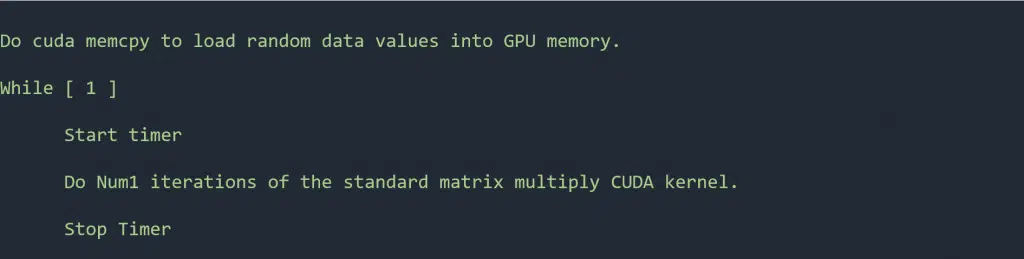 Do cuda memcpy to load random data values into GPU memory.
While [ 1 ]
Start timer
Do Num1 iterations of the standard matrix multiply CUDA kernel.
Stop Timer